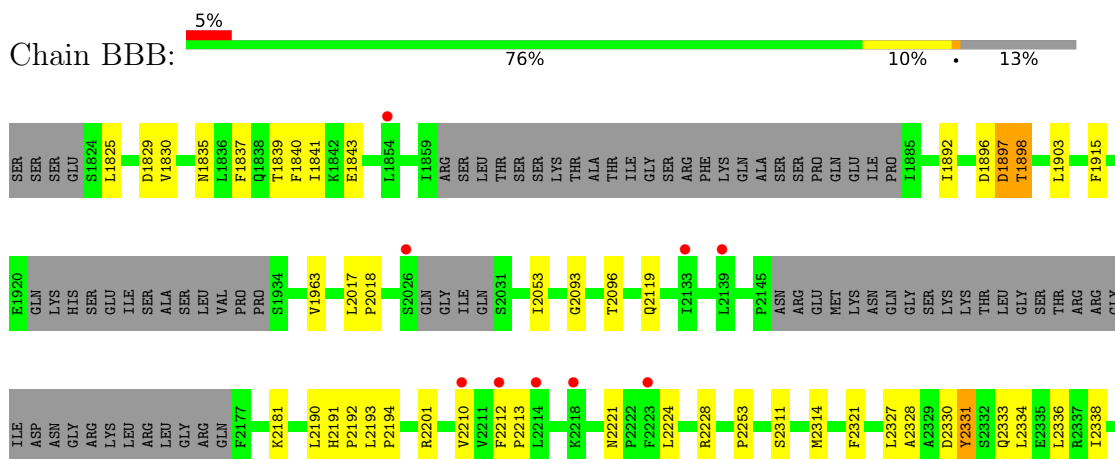 5%
Chain BBB:
76% 10% • 13%
SER SER SER GLU S1824 L1825 D1829 V1830 N1835 L1836 F1837 Q1838 T1839 F1840 I1841 K1842 E1843 L1854 I1859 ARG SER LEU THR SER SER LYS THR ALA THR ILE GLY SER ARG PHE LYS GLN ALA SER SER PRO GLN GLU ILE PRO I1885 I1892 D1896 D1897 T1898 L1903 F1915
E1920 GLN LYS HIS SER GLU ILE SER ALA SER LEU VAL PRO PRO S1934 V1963 L2017 P2018 S2026 GLN GLY ILE GLN S2031 I2053 G2093 T2096 Q2119 I2133 L2139 P2145 ASN ARG GLU MET LYS ASN GLN GLY SER LYS LYS THR LEU GLY SER THR ARG ARG GLY
ILE ASP ASN GLY ARG LYS LEU ARG LEU GLY ARG GLN F2177 K2181 L2190 H2191 P2192 L2193 P2194 R2201 V2210 V2211 F2212 P2213 L2214 K2218 N2221 P2222 F2223 L2224 R2228 P2253 S2311 M2314 F2321 L2327 A2328 A2329 D2330 Y2331 S2332 Q2333 L2334 E2335 L2336 R2337 I2338